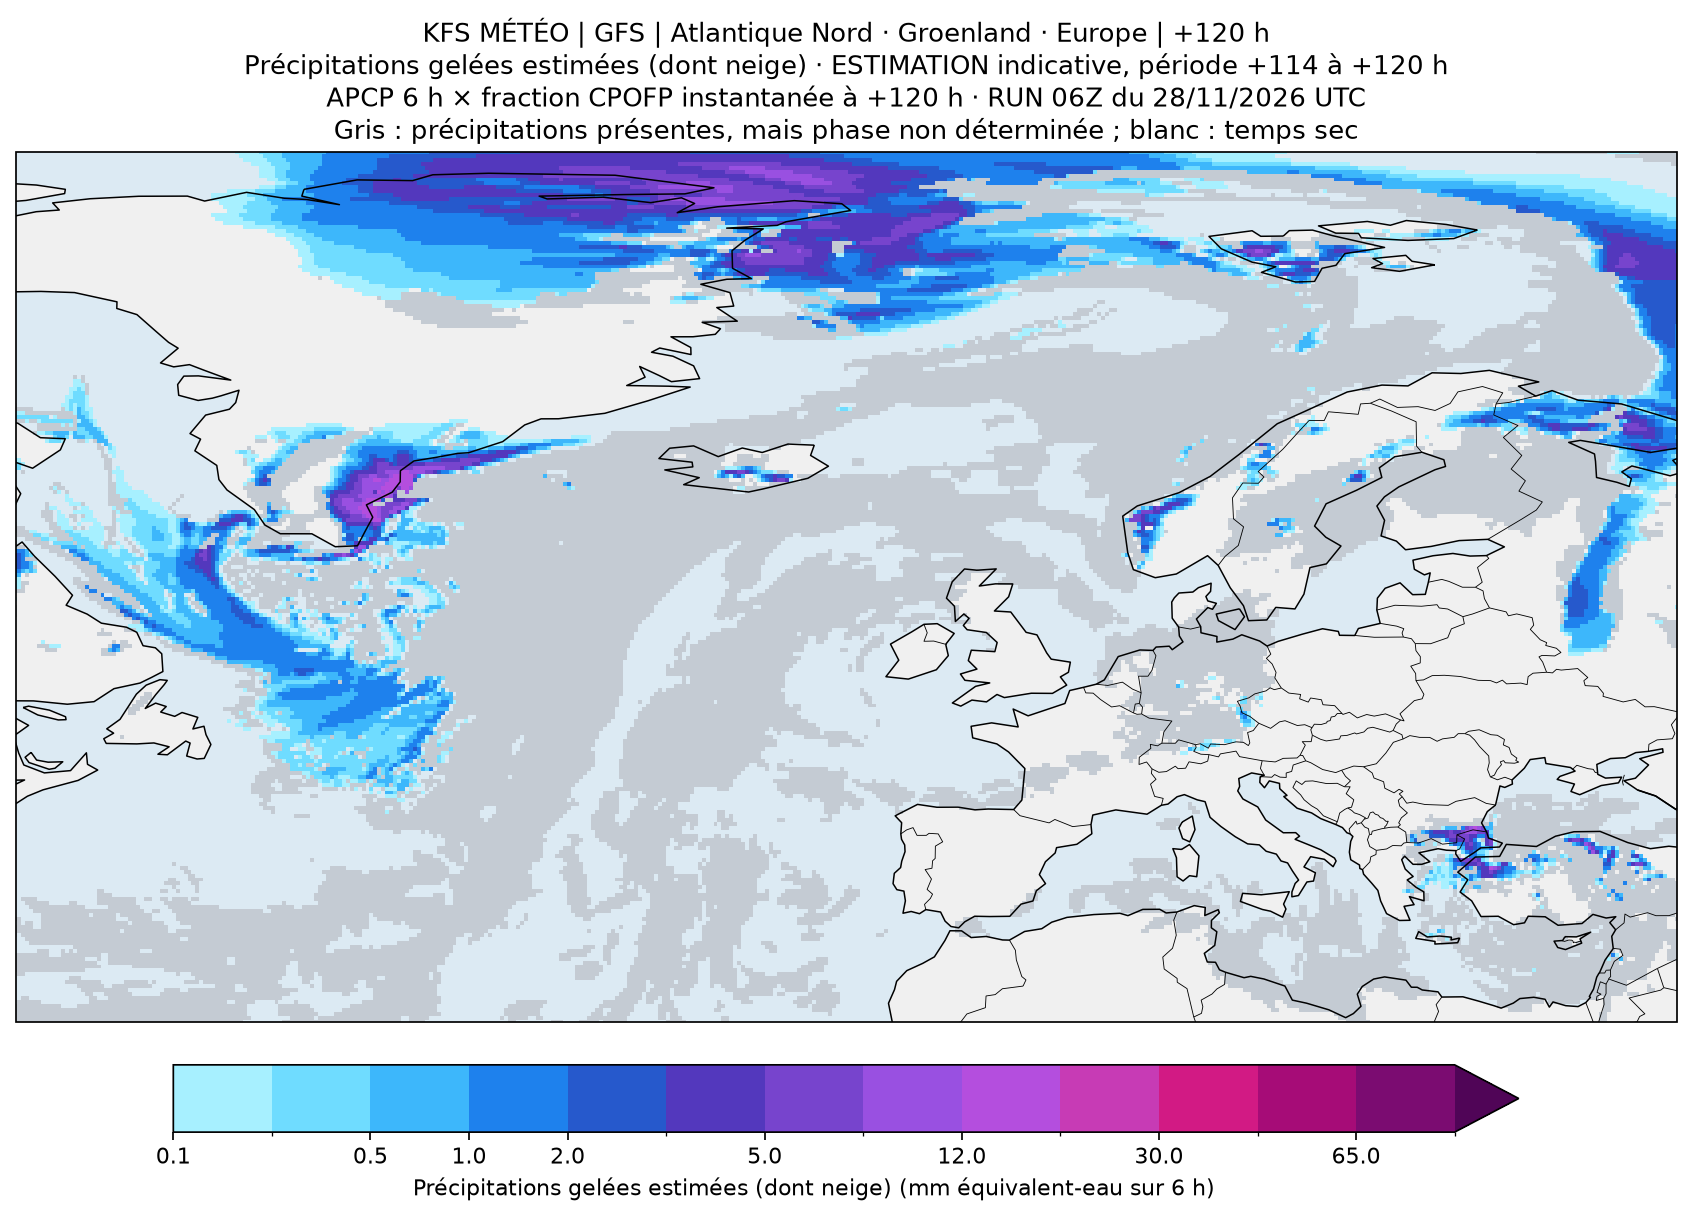 KFS MÉTÉO | GFS | Atlantique Nord · Groenland · Europe | +120 h
Précipitations gelées estimées (dont neige) · ESTIMATION indicative, période +114 à +120 h
APCP 6 h × fraction CPOFP instantanée à +120 h · RUN 06Z du 28/11/2026 UTC
Gris : précipitations présentes, mais phase non déterminée ; blanc : temps sec
0.1 0.5 1.0 2.0 5.0 12.0 30.0 65.0
Précipitations gelées estimées (dont neige) (mm équivalent-eau sur 6 h)